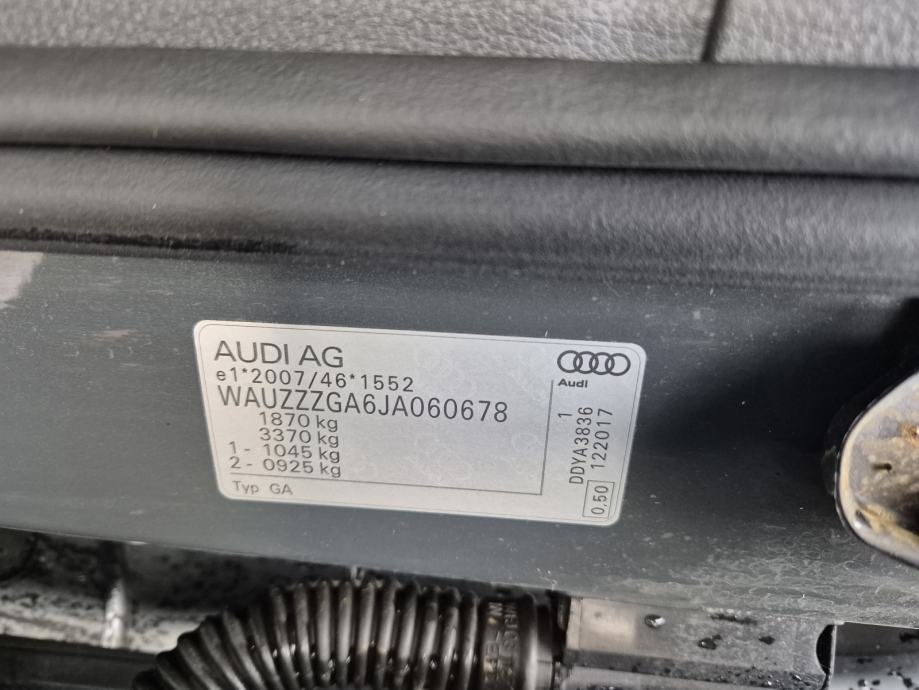 AUDI AG
e1*2007/46*1552
WAUZZZGA6JA060678
1870 kg
3370 kg
1 - 1045 kg
2 - 0925 kg
Typ GA
Audi
DDYA3836 1
0,50 122017